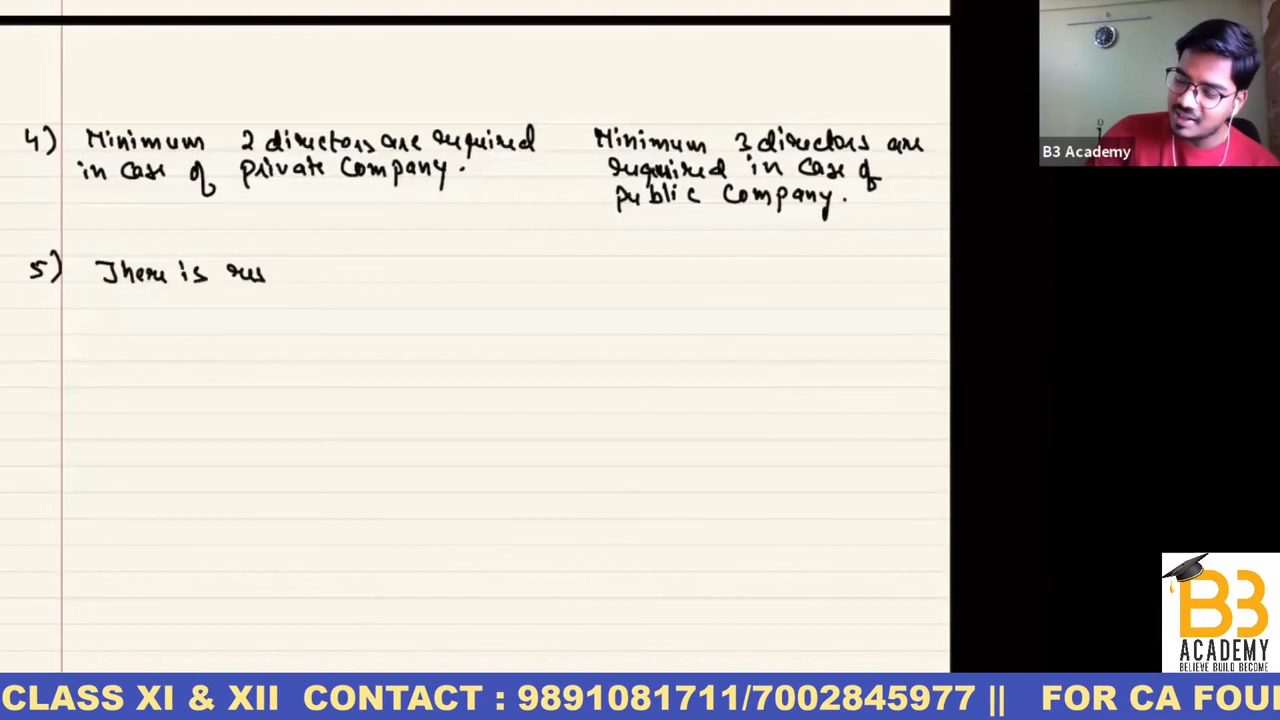 4) Minimum 2 directors are required
in case of private Company.
Minimum 3 directors are
required in case of
public Company.
5) There is res
B3 Academy
B3
ACADEMY
BELIEVE BUILD BECOME
CLASS XI & XII CONTACT : 9891081711/7002845977 || FOR CA FOUN